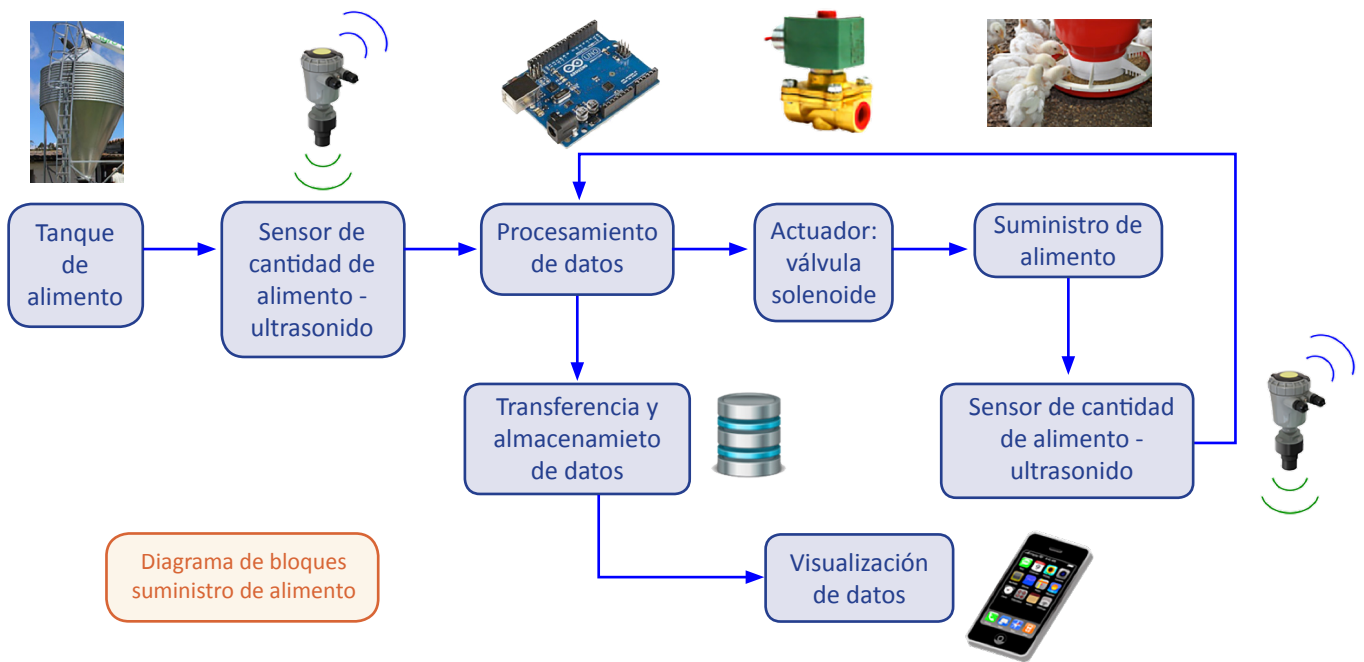 Tanque
de
alimento
Sensor de
cantidad de
alimento -
ultrasonido
Procesamiento
de datos
Actuador:
válvula
solenoide
Suministro de
alimento
Transferencia y
almacenamieto
de datos
Sensor de cantidad
de alimento -
ultrasonido
Visualización
de datos
Diagrama de bloques
suministro de alimento
UNO